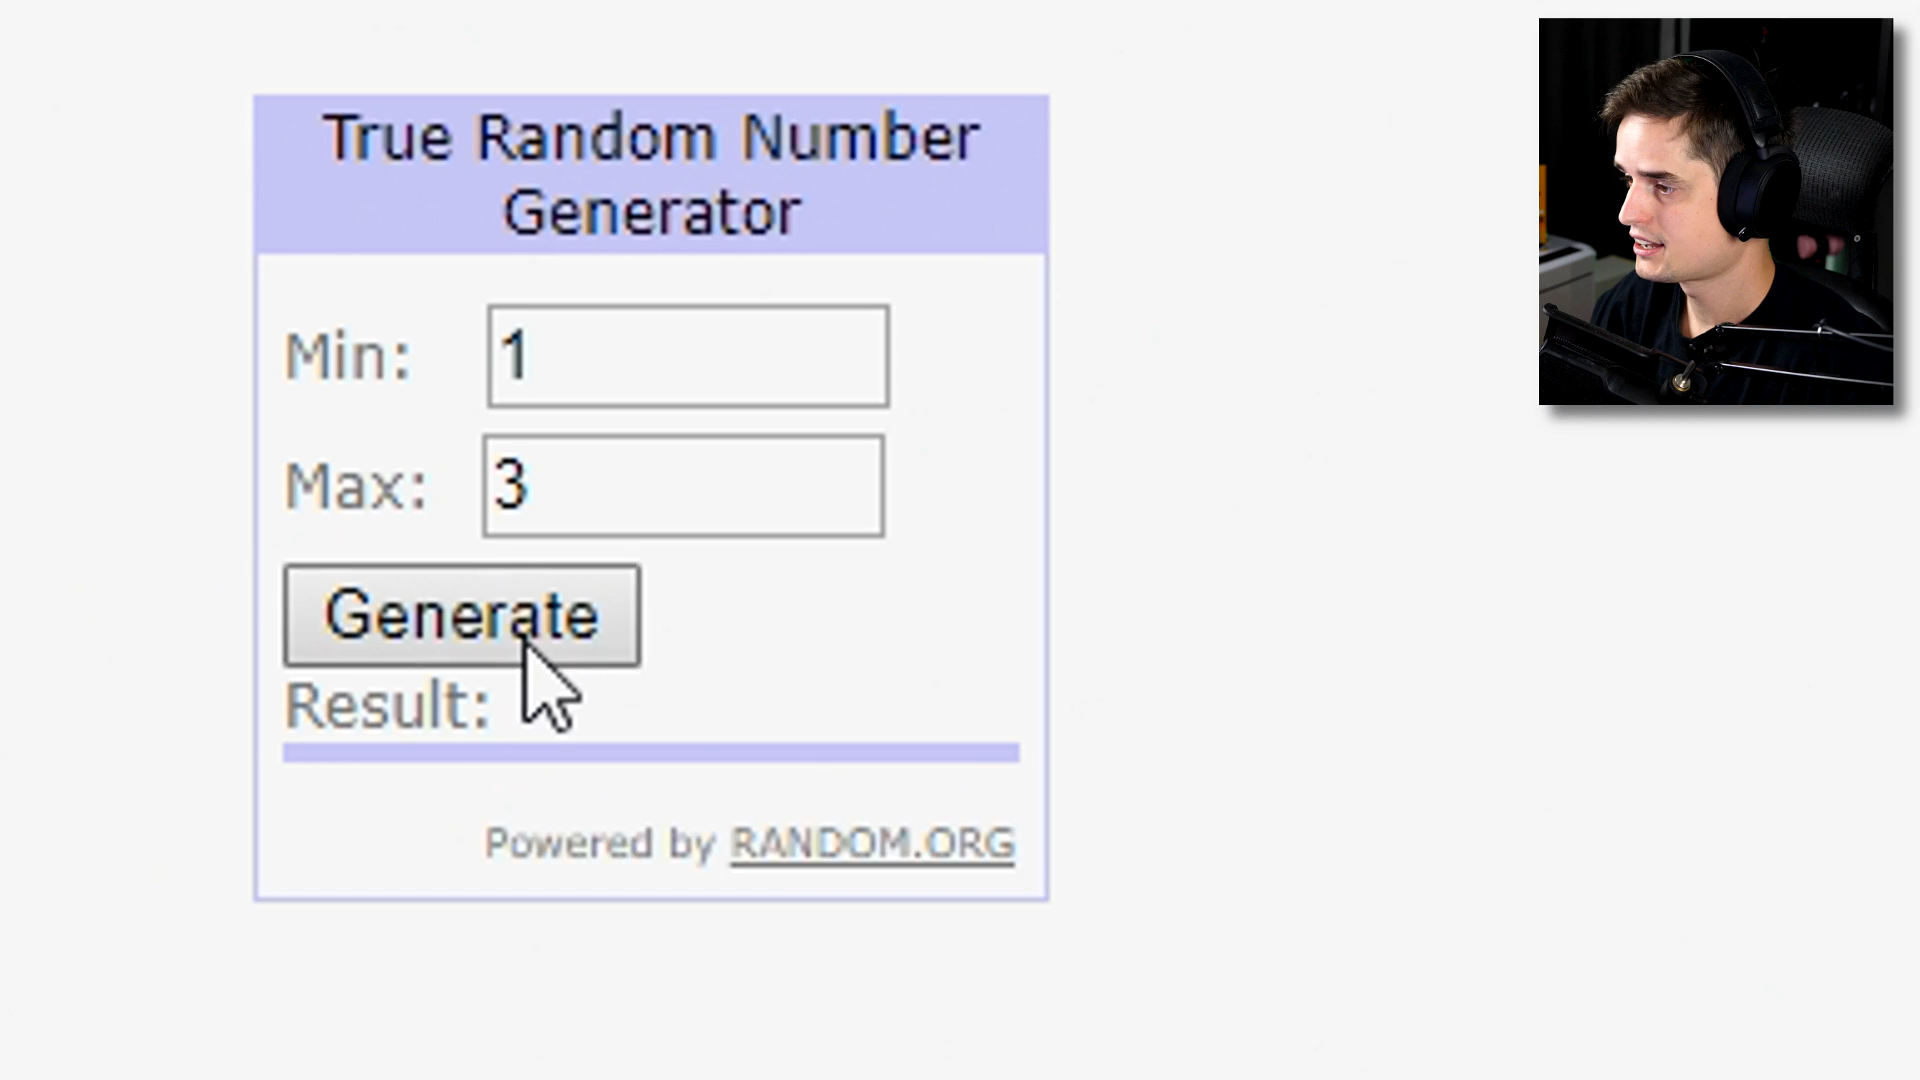 True Random Number
Generator
Min: 1
Max: 3
Generate
Result:
Powered by RANDOM.ORG